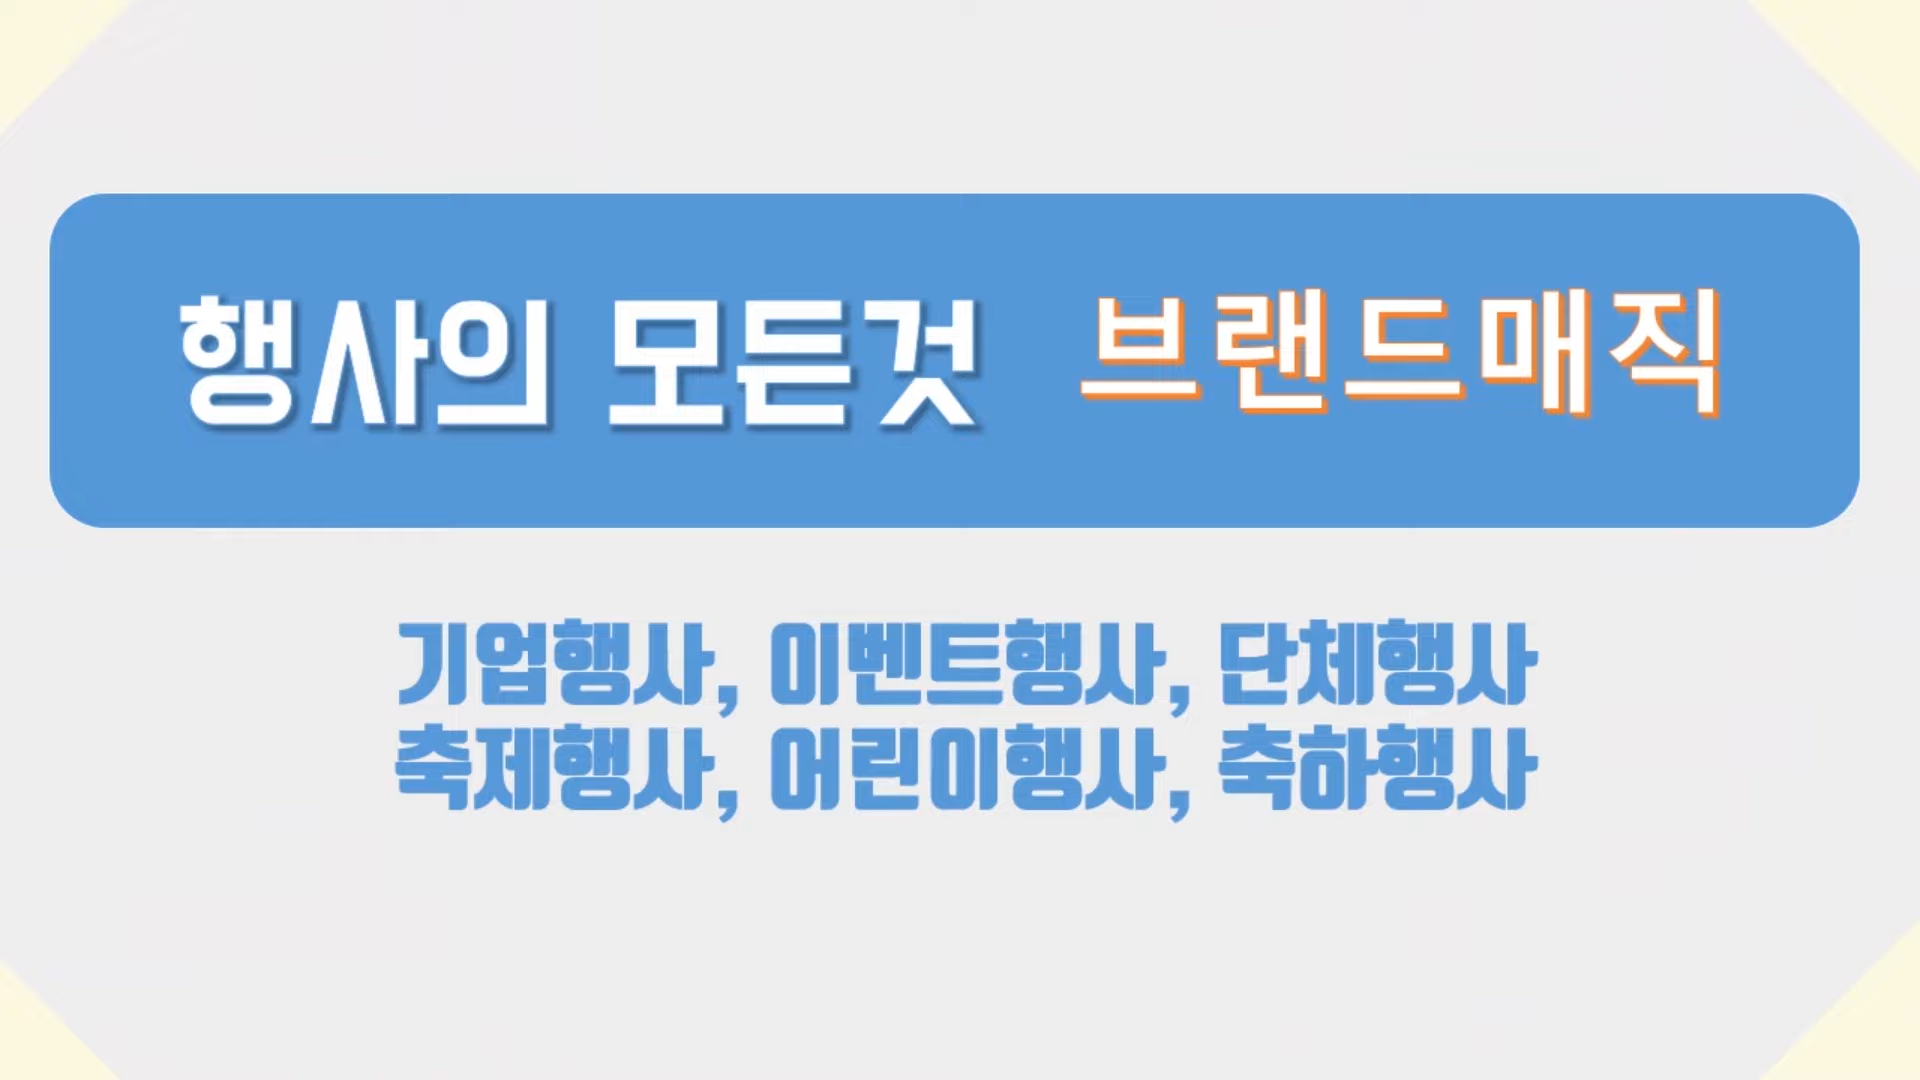 행사의 모든것 브랜드매직
기업행사, 이벤트행사, 단체행사
축제행사, 어린이행사, 축하행사